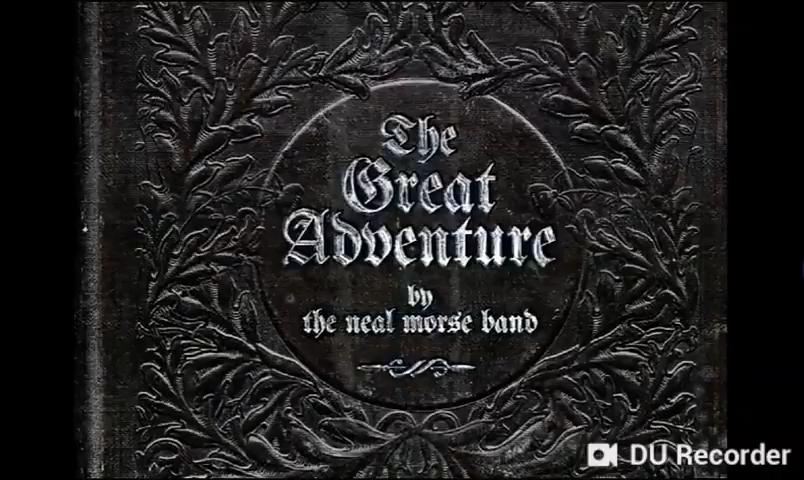 The
Great
Adventure
by
the neal morse band
DU Recorder